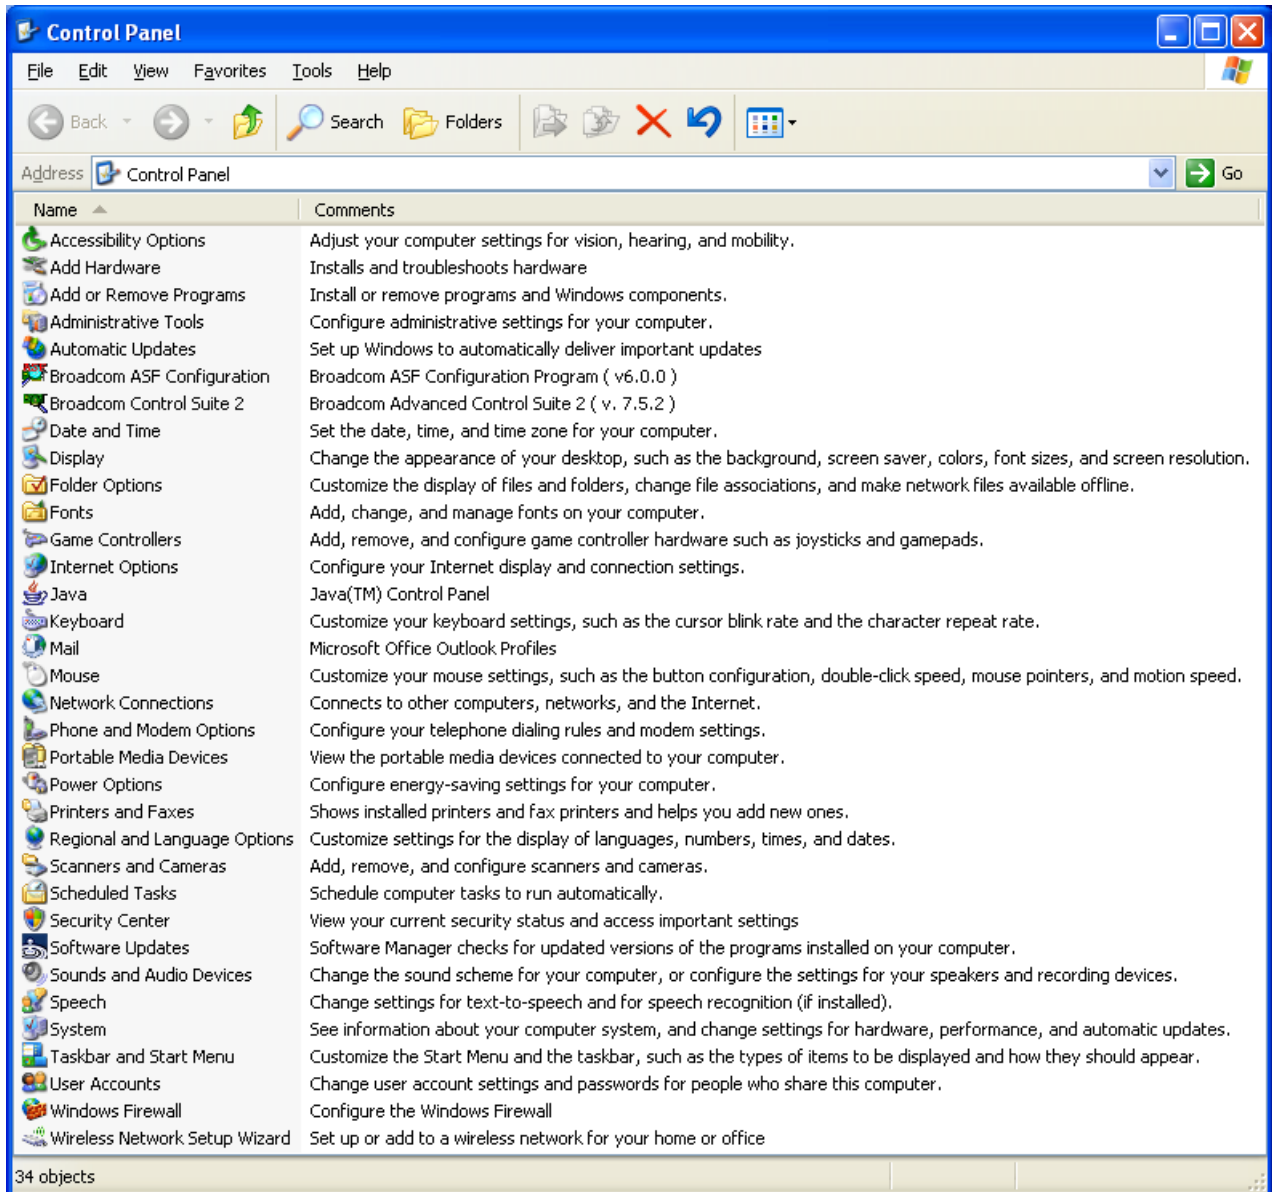 Control Panel
File Edit View Favorites Tools Help
Back Search Folders
Address Control Panel Go
Name Comments
Accessibility Options Adjust your computer settings for vision, hearing, and mobility.
Add Hardware Installs and troubleshoots hardware
Add or Remove Programs Install or remove programs and Windows components.
Administrative Tools Configure administrative settings for your computer.
Automatic Updates Set up Windows to automatically deliver important updates
Broadcom ASF Configuration Broadcom ASF Configuration Program ( v6.0.0 )
Broadcom Control Suite 2 Broadcom Advanced Control Suite 2 ( v. 7.5.2 )
Date and Time Set the date, time, and time zone for your computer.
Display Change the appearance of your desktop, such as the background, screen saver, colors, font sizes, and screen resolution.
Folder Options Customize the display of files and folders, change file associations, and make network files available offline.
Fonts Add, change, and manage fonts on your computer.
Game Controllers Add, remove, and configure game controller hardware such as joysticks and gamepads.
Internet Options Configure your Internet display and connection settings.
Java Java(TM) Control Panel
Keyboard Customize your keyboard settings, such as the cursor blink rate and the character repeat rate.
Mail Microsoft Office Outlook Profiles
Mouse Customize your mouse settings, such as the button configuration, double-click speed, mouse pointers, and motion speed.
Network Connections Connects to other computers, networks, and the Internet.
Phone and Modem Options Configure your telephone dialing rules and modem settings.
Portable Media Devices View the portable media devices connected to your computer.
Power Options Configure energy-saving settings for your computer.
Printers and Faxes Shows installed printers and fax printers and helps you add new ones.
Regional and Language Options Customize settings for the display of languages, numbers, times, and dates.
Scanners and Cameras Add, remove, and configure scanners and cameras.
Scheduled Tasks Schedule computer tasks to run automatically.
Security Center View your current security status and access important settings
Software Updates Software Manager checks for updated versions of the programs installed on your computer.
Sounds and Audio Devices Change the sound scheme for your computer, or configure the settings for your speakers and recording devices.
Speech Change settings for text-to-speech and for speech recognition (if installed).
System See information about your computer system, and change settings for hardware, performance, and automatic updates.
Taskbar and Start Menu Customize the Start Menu and the taskbar, such as the types of items to be displayed and how they should appear.
User Accounts Change user account settings and passwords for people who share this computer.
Windows Firewall Configure the Windows Firewall
Wireless Network Setup Wizard Set up or add to a wireless network for your home or office
34 objects